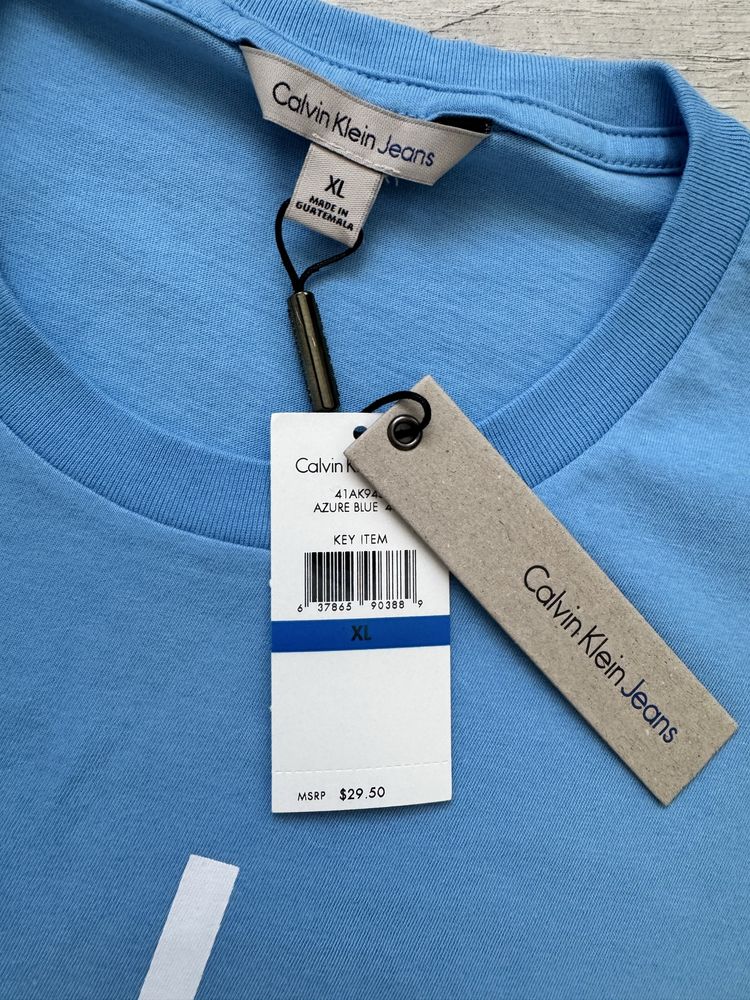 Calvin Klein Jeans
XL
MADE IN
GUATEMALA
Calvin
AZURE BLUE
KEY ITEM
6 37865 90388 9
XL
MSRP $29.50
Calvin Klein Jeans